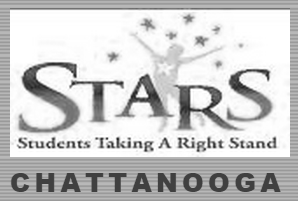 STARS
Students Taking A Right Stand
CHATTANOOGA